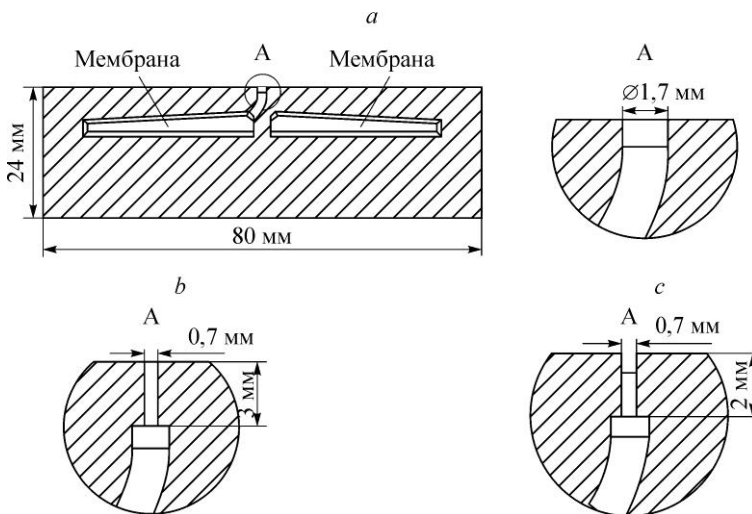 a
A
A
Мембрана
Мембрана
∅1,7 мм
24 мм
80 мм
b
c
A
A
0,7 мм
0,7 мм
3 мм
2 мм